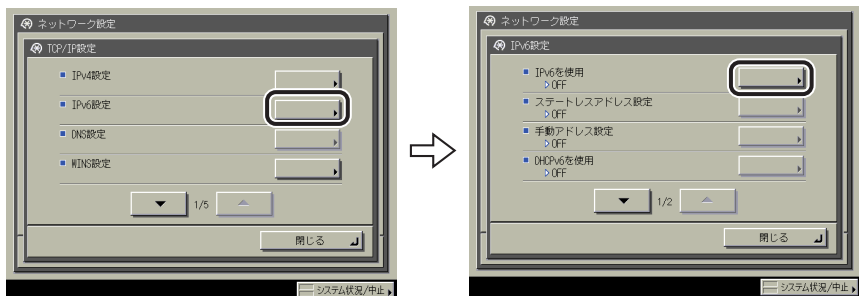 ネットワーク設定
TCP/IP設定
IPv4設定
IPv6設定
DNS設定
WINS設定
1/5
閉じる
システム状況/中止
ネットワーク設定
IPv6設定
IPv6を使用
OFF
ステートレスアドレス設定
OFF
手動アドレス設定
OFF
DHCPv6を使用
OFF
1/2
閉じる
システム状況/中止